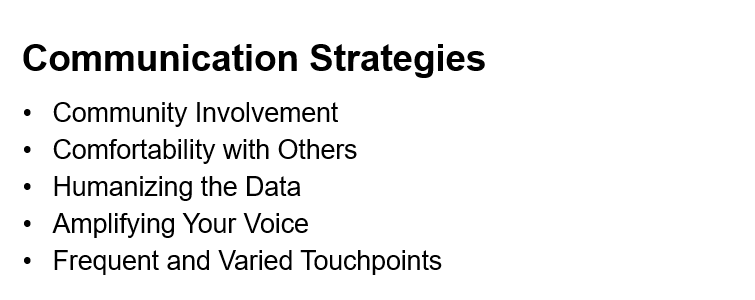 Communication Strategies
• Community Involvement
• Comfortability with Others
• Humanizing the Data
• Amplifying Your Voice
• Frequent and Varied Touchpoints